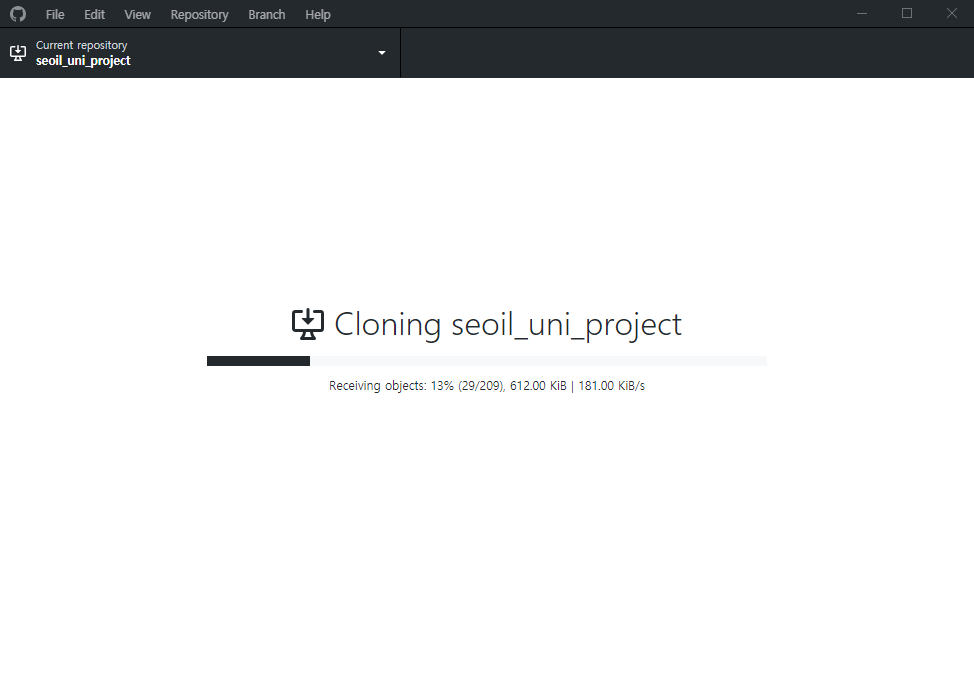 File Edit View Repository Branch Help
Current repository
seoil_uni_project
Cloning seoil_uni_project
Receiving objects: 13% (29/209), 612.00 KiB | 181.00 KiB/s